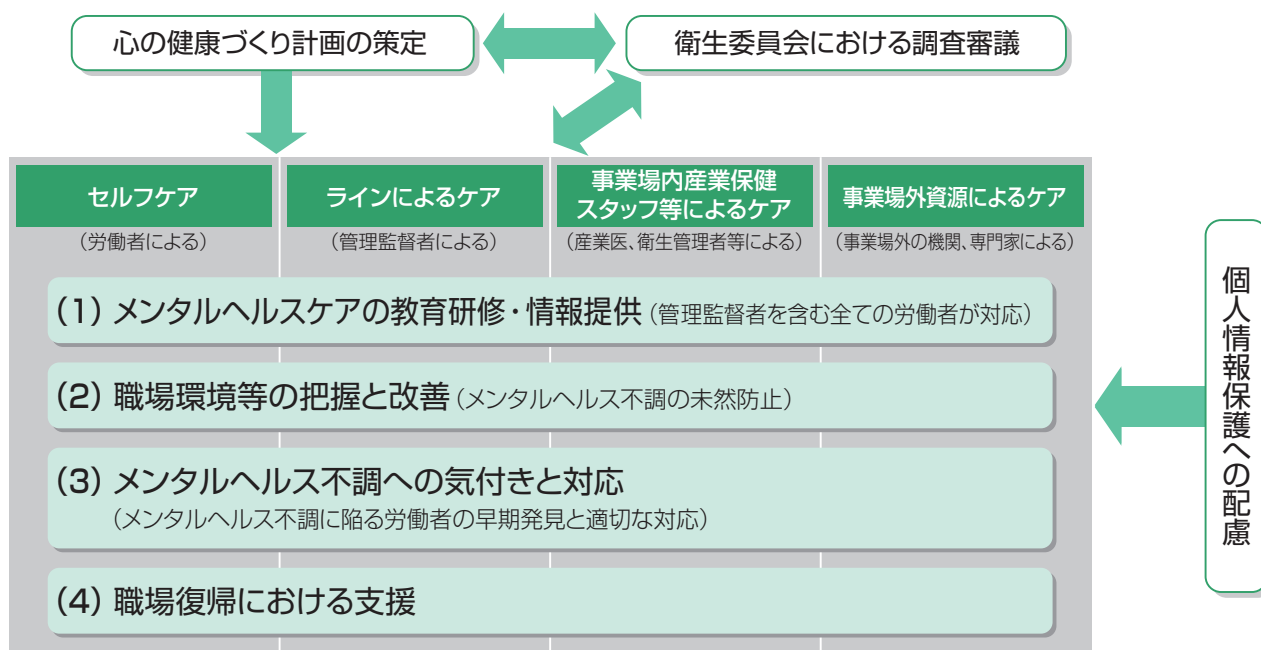 心の健康づくり計画の策定
衛生委員会における調査審議
セルフケア
(労働者による)
ラインによるケア
(管理監督者による)
事業場内産業保健
スタッフ等によるケア
(産業医、衛生管理者等による)
事業場外資源によるケア
(事業場外の機関、専門家による)
(1)メンタルヘルスケアの教育研修・情報提供(管理監督者を含む全ての労働者が対応)
(2)職場環境等の把握と改善(メンタルヘルス不調の未然防止)
(3)メンタルヘルス不調への気付きと対応
(メンタルヘルス不調に陥る労働者の早期発見と適切な対応)
(4)職場復帰における支援
個人情報保護への配慮